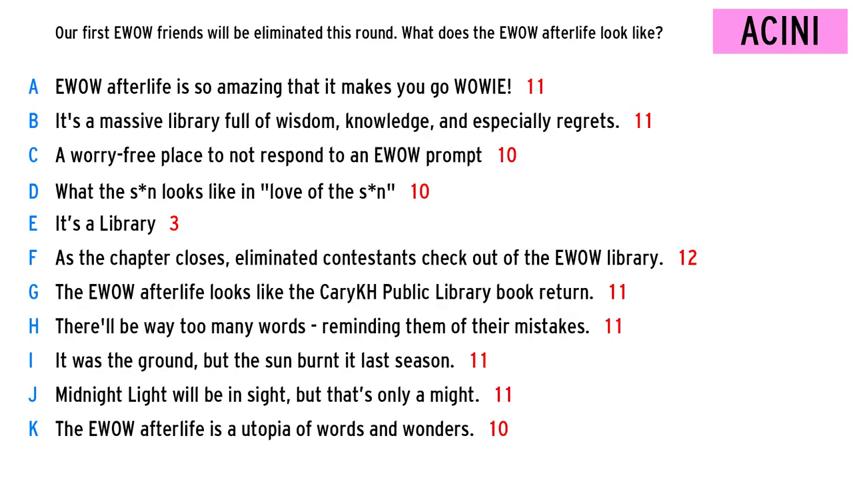 Our first EWOW friends will be eliminated this round. What does the EWOW afterlife look like?
ACINI
A EWOW afterlife is so amazing that it makes you go WOWIE! 11
B It's a massive library full of wisdom, knowledge, and especially regrets. 11
C A worry-free place to not respond to an EWOW prompt 10
D What the s*n looks like in "love of the s*n" 10
E It’s a Library 3
F As the chapter closes, eliminated contestants check out of the EWOW library. 12
G The EWOW afterlife looks like the CaryKH Public Library book return. 11
H There'll be way too many words - reminding them of their mistakes. 11
I It was the ground, but the sun burnt it last season. 11
J Midnight Light will be in sight, but that’s only a might. 11
K The EWOW afterlife is a utopia of words and wonders. 10